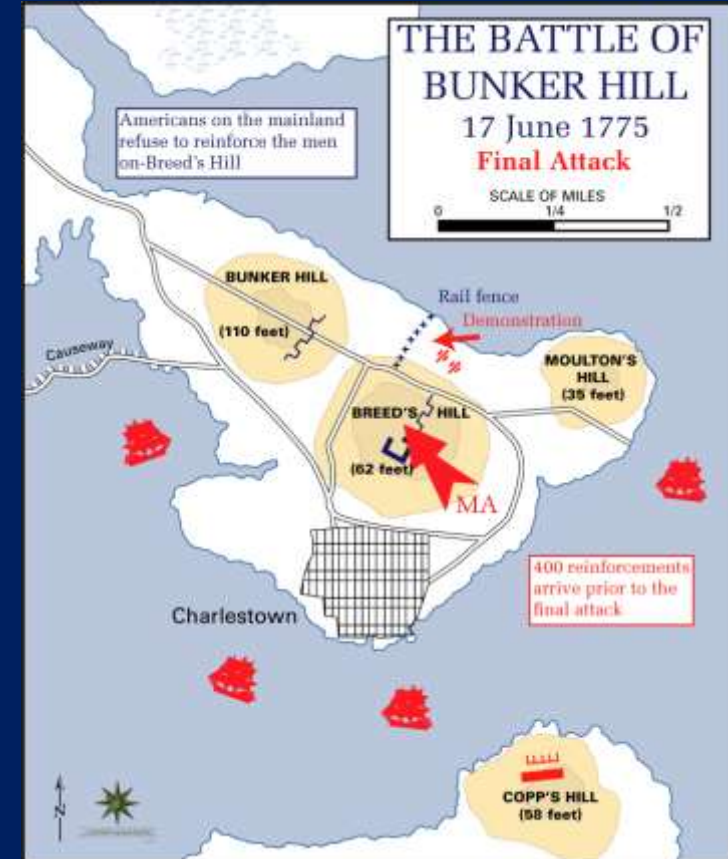 THE BATTLE OF
BUNKER HILL
17 June 1775
Final Attack
SCALE OF MILES
0 1/4 1/2
Americans on the mainland
refuse to reinforce the men
on-Breed's Hill
BUNKER HILL
(110 feet)
Rail fence
Demonstration
Causeway
MOULTON'S
HILL
(35 feet)
BREED'S HILL
(62 feet)
MA
400 reinforcements
arrive prior to the
final attack
Charlestown
N
COPP'S HILL
(58 feet)